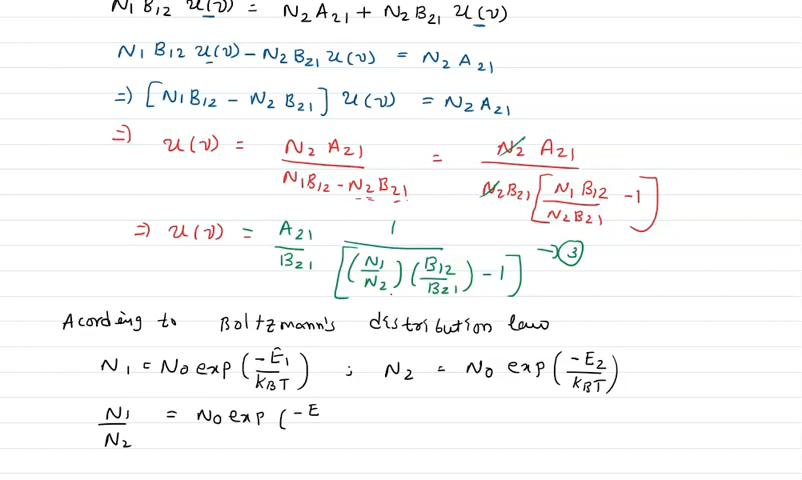 N₁ B₁₂ u(ν) = N₂ A₂₁ + N₂ B₂₁ u(ν)
N₁ B₁₂ u(ν) − N₂ B₂₁ u(ν) = N₂ A₂₁
⇒ [N₁ B₁₂ − N₂ B₂₁] u(ν) = N₂ A₂₁
⇒ u(ν) = N₂ A₂₁ / (N₁ B₁₂ − N₂ B₂₁) = N₂ A₂₁ / (N₂ B₂₁ [N₁ B₁₂ / N₂ B₂₁ − 1])
⇒ u(ν) = A₂₁ / B₂₁ 1 / [(N₁/N₂) (B₁₂/B₂₁) − 1] → ③
Acording to Boltzmann's distribution law
N₁ = N₀ exp (−E₁ / k_B T) ; N₂ = N₀ exp (−E₂ / k_B T)
N₁ / N₂ = N₀ exp (−E